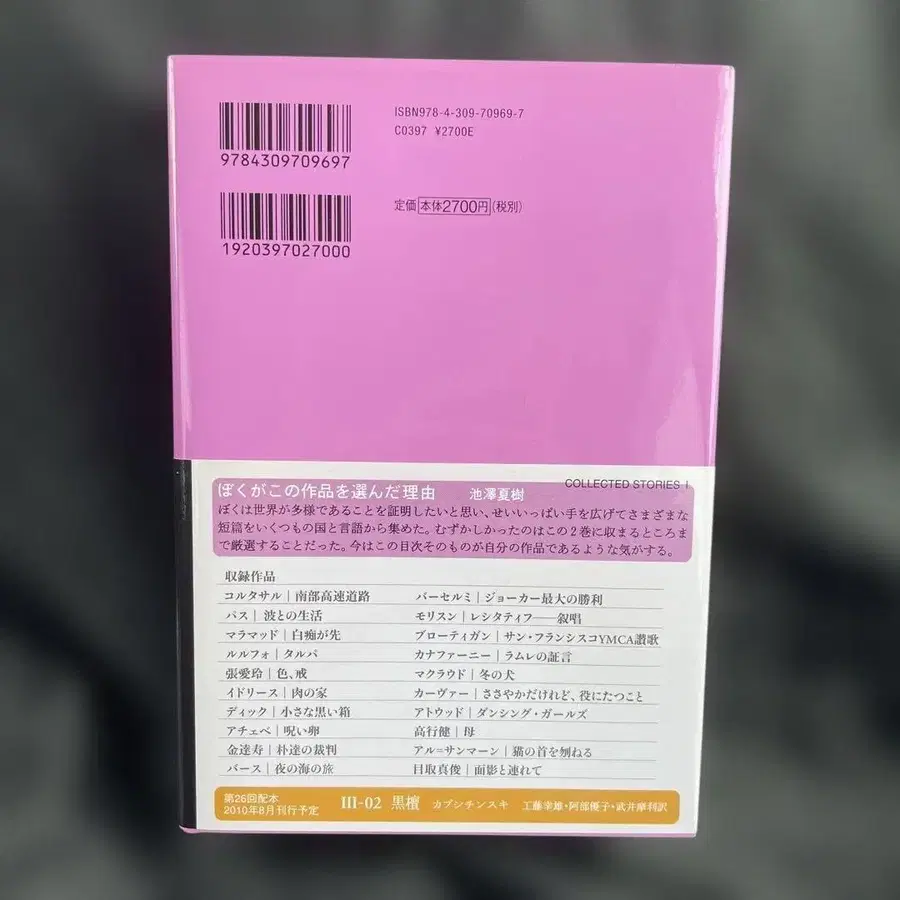 ISBN978-4-309-70969-7
C0397 ¥2700E
9784309709697
定価 本体2700円(税別)
1920397027000
COLLECTED STORIES I
ぼくがこの作品を選んだ理由 池澤夏樹
ぼくは世界が多様であることを証明したいと思い、せいいっぱい手を広げてさまざまな
短篇をいくつもの国と言語から集めた。むずかしかったのはこの2巻に収まるところま
で厳選することだった。今はこの目次そのものが自分の作品であるような気がする。
収録作品
コルタサル|南部高速道路
パス|波との生活
マラマッド|白痴が先
ルルフォ|タルパ
張愛玲|色、戒
イドリース|肉の家
ディック|小さな黒い箱
アチェベ|呪い卵
金達寿|朴達の裁判
バース|夜の海の旅
バーセルミ|ジョーカー最大の勝利
モリスン|レシタティフ――叙唱
ブローティガン|サン・フランシスコYMCA讃歌
カナファーニー|ラムレの証言
マクラウド|冬の犬
カーヴァー|ささやかだけれど、役にたつこと
アトウッド|ダンシング・ガールズ
高行健|母
アル=サンマーン|猫の首を刎ねる
目取真俊|面影と連れて
第26回配本
2010年8月刊行予定
III-02 黒檀 カプシチンスキ 工藤幸雄・阿部優子・武井摩利訳